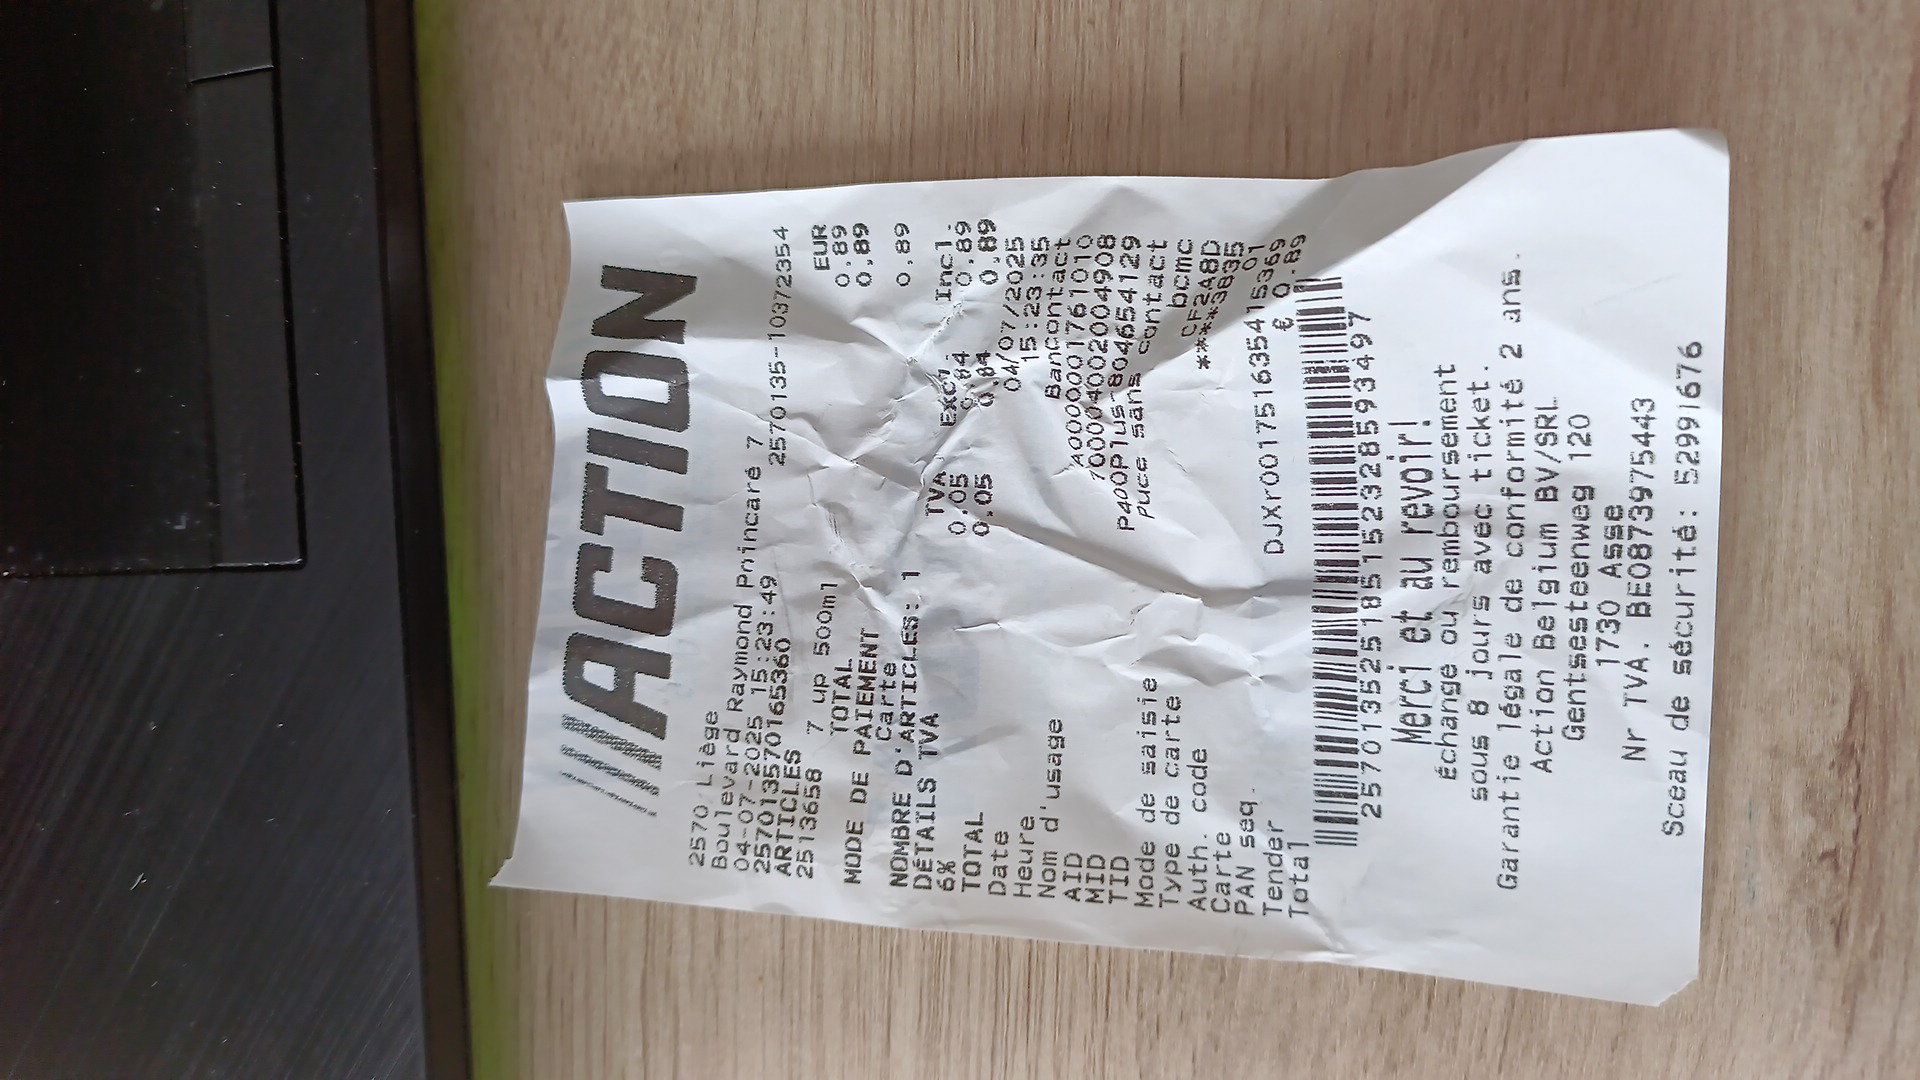 ACTION
2570 Liège
Boulevard Raymond Princaré 7
04-07-2025 15:23:49 2570135-10372354
257013570165360
ARTICLES EUR
2513658 7 up 500ml 0,89
TOTAL 0,89
MODE DE PAIEMENT
Carte 0,89
NOMBRE D'ARTICLES: 1
DÉTAILS TVA TVA Excl. Incl.
6% 0.05 0,84 0,89
TOTAL 0.05 0,84 0,89
Date 04/07/2025
Heure 15:23:35
Nom d'usage Bancontact
AID A0000001761010
MID 7000040020004908
TID P400Plus-804654129
Mode de saisie puce sans contact
Type de carte bcmc
Auth. code CF2A8D
Carte ****3835
PAN seq. 01
Tender DJXr001751635415369
Total € 0.89
257013525185152328593497
Merci et au revoir!
Échange ou remboursement
sous 8 jours avec ticket.
Garantie légale de conformité 2 ans.
Action Belgium BV/SRL
Gentsesteenweg 120
1730 Asse
Nr TVA. BE0873975443
Sceau de sécurité: 52991676